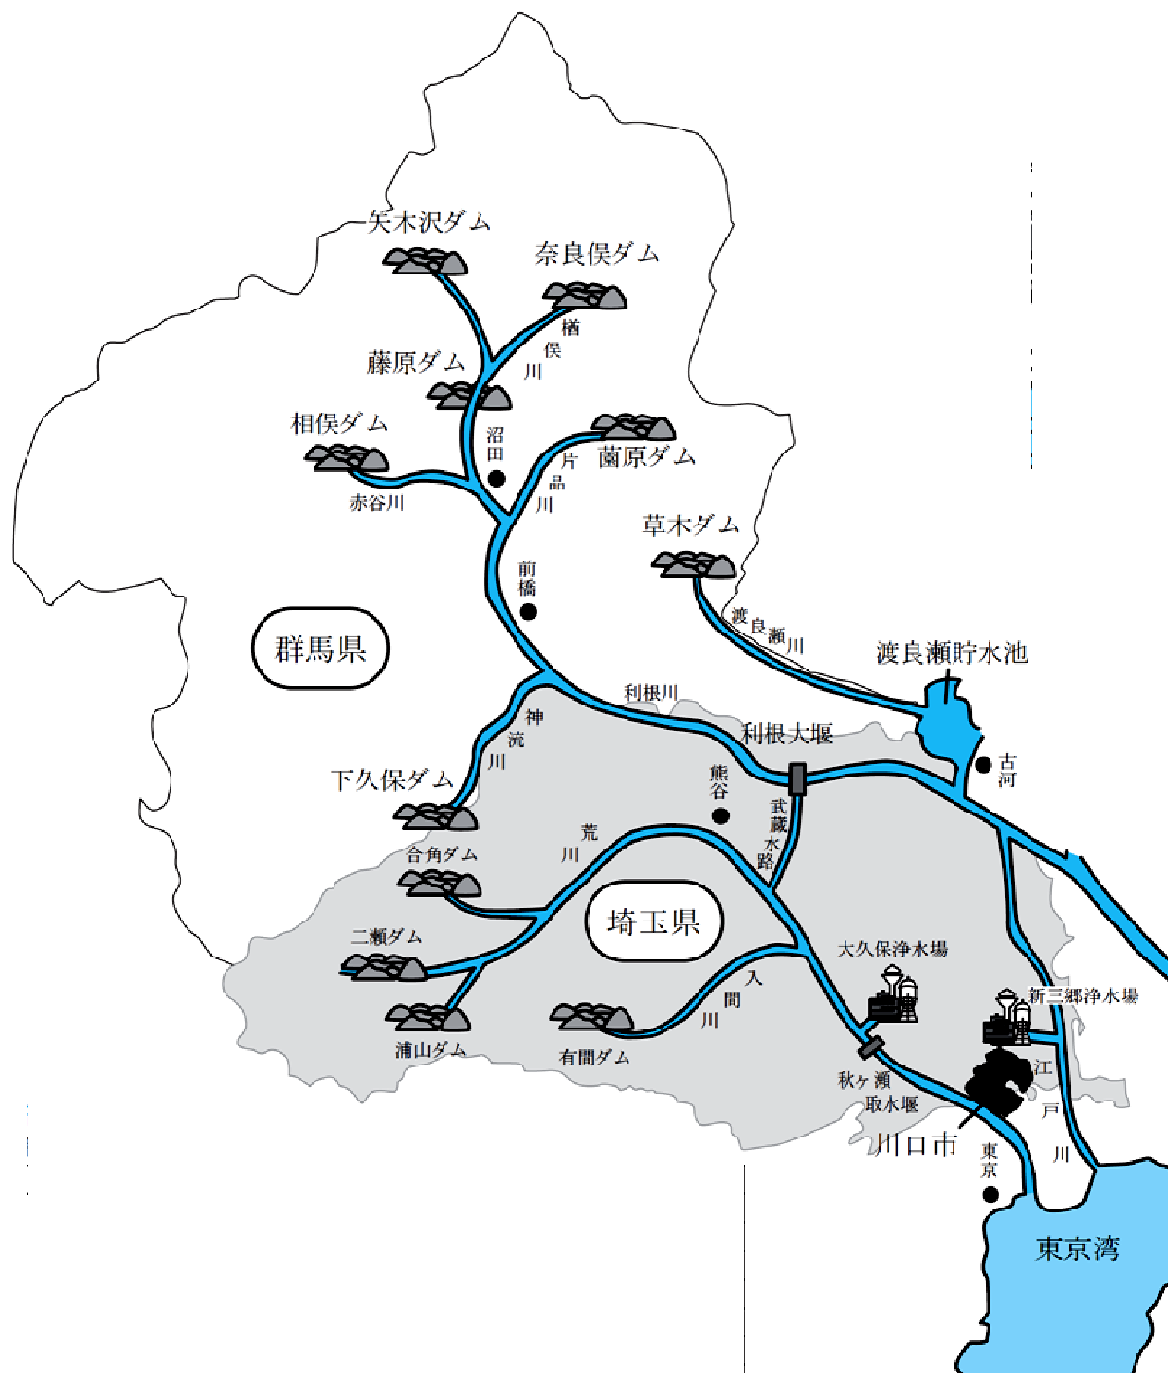 矢木沢ダム
奈良俣ダム
楢俣川
藤原ダム
相俣ダム
沼田
片品川
薗原ダム
赤谷川
草木ダム
前橋
渡良瀬川
群馬県
渡良瀬貯水池
利根川
神流川
利根大堰
古河
下久保ダム
熊谷
武蔵水路
荒川
合角ダム
埼玉県
二瀬ダム
大久保浄水場
入間川
新三郷浄水場
浦山ダム
有間ダム
秋ヶ瀬
取水堰
江戸川
川口市
東京
東京湾